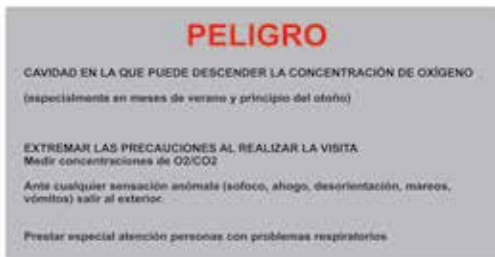 PELIGRO
CAVIDAD EN LA QUE PUEDE DESCENDER LA CONCENTRACIÓN DE OXÍGENO
(especialmente en meses de verano y principio del otoño)
EXTREMAR LAS PRECAUCIONES AL REALIZAR LA VISITA
Medir concentraciones de O2/CO2
Ante cualquier sensación anómala (sofoco, ahogo, desorientación, mareos,
vómitos) salir al exterior.
Prestar especial atención personas con problemas respiratorios